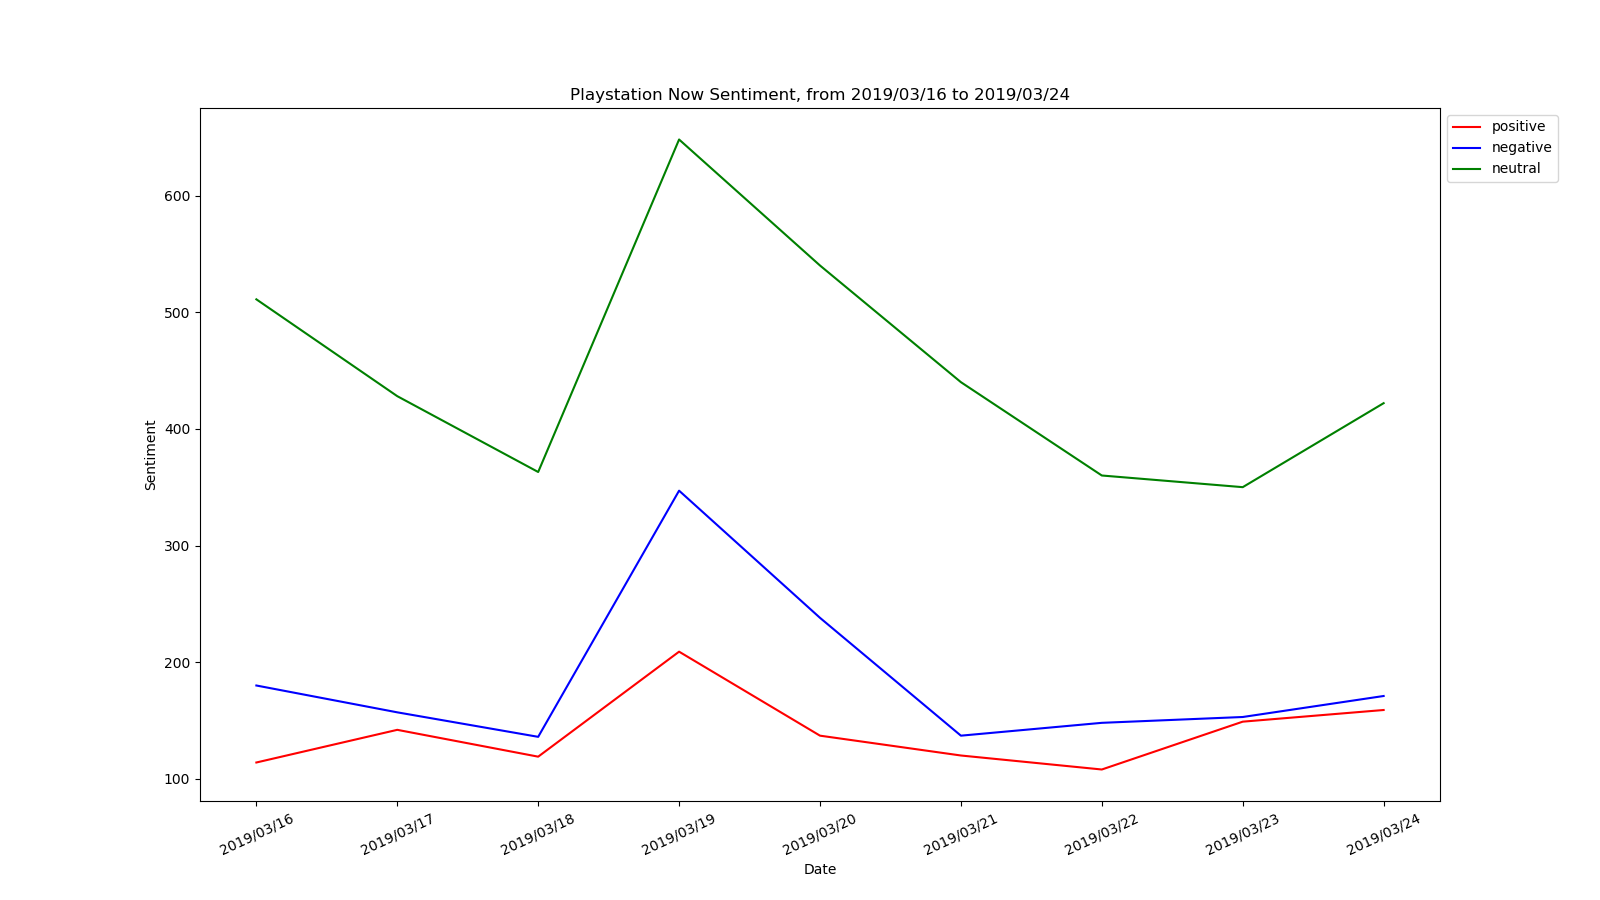 Playstation Now Sentiment, from 2019/03/16 to 2019/03/24
positive
negative
neutral
Sentiment
600
500
400
300
200
100
2019/03/16
2019/03/17
2019/03/18
2019/03/19
2019/03/20
2019/03/21
2019/03/22
2019/03/23
2019/03/24
Date